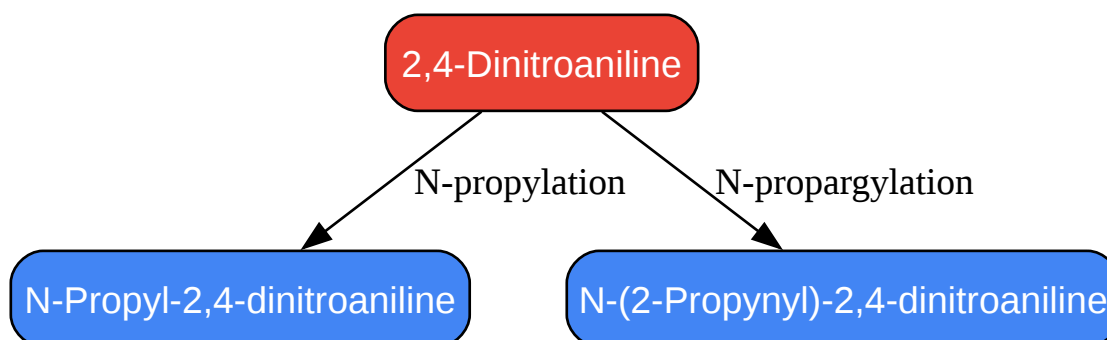 2,4-Dinitroaniline
N-propylation
N-propargylation
N-Propyl-2,4-dinitroaniline
N-(2-Propynyl)-2,4-dinitroaniline